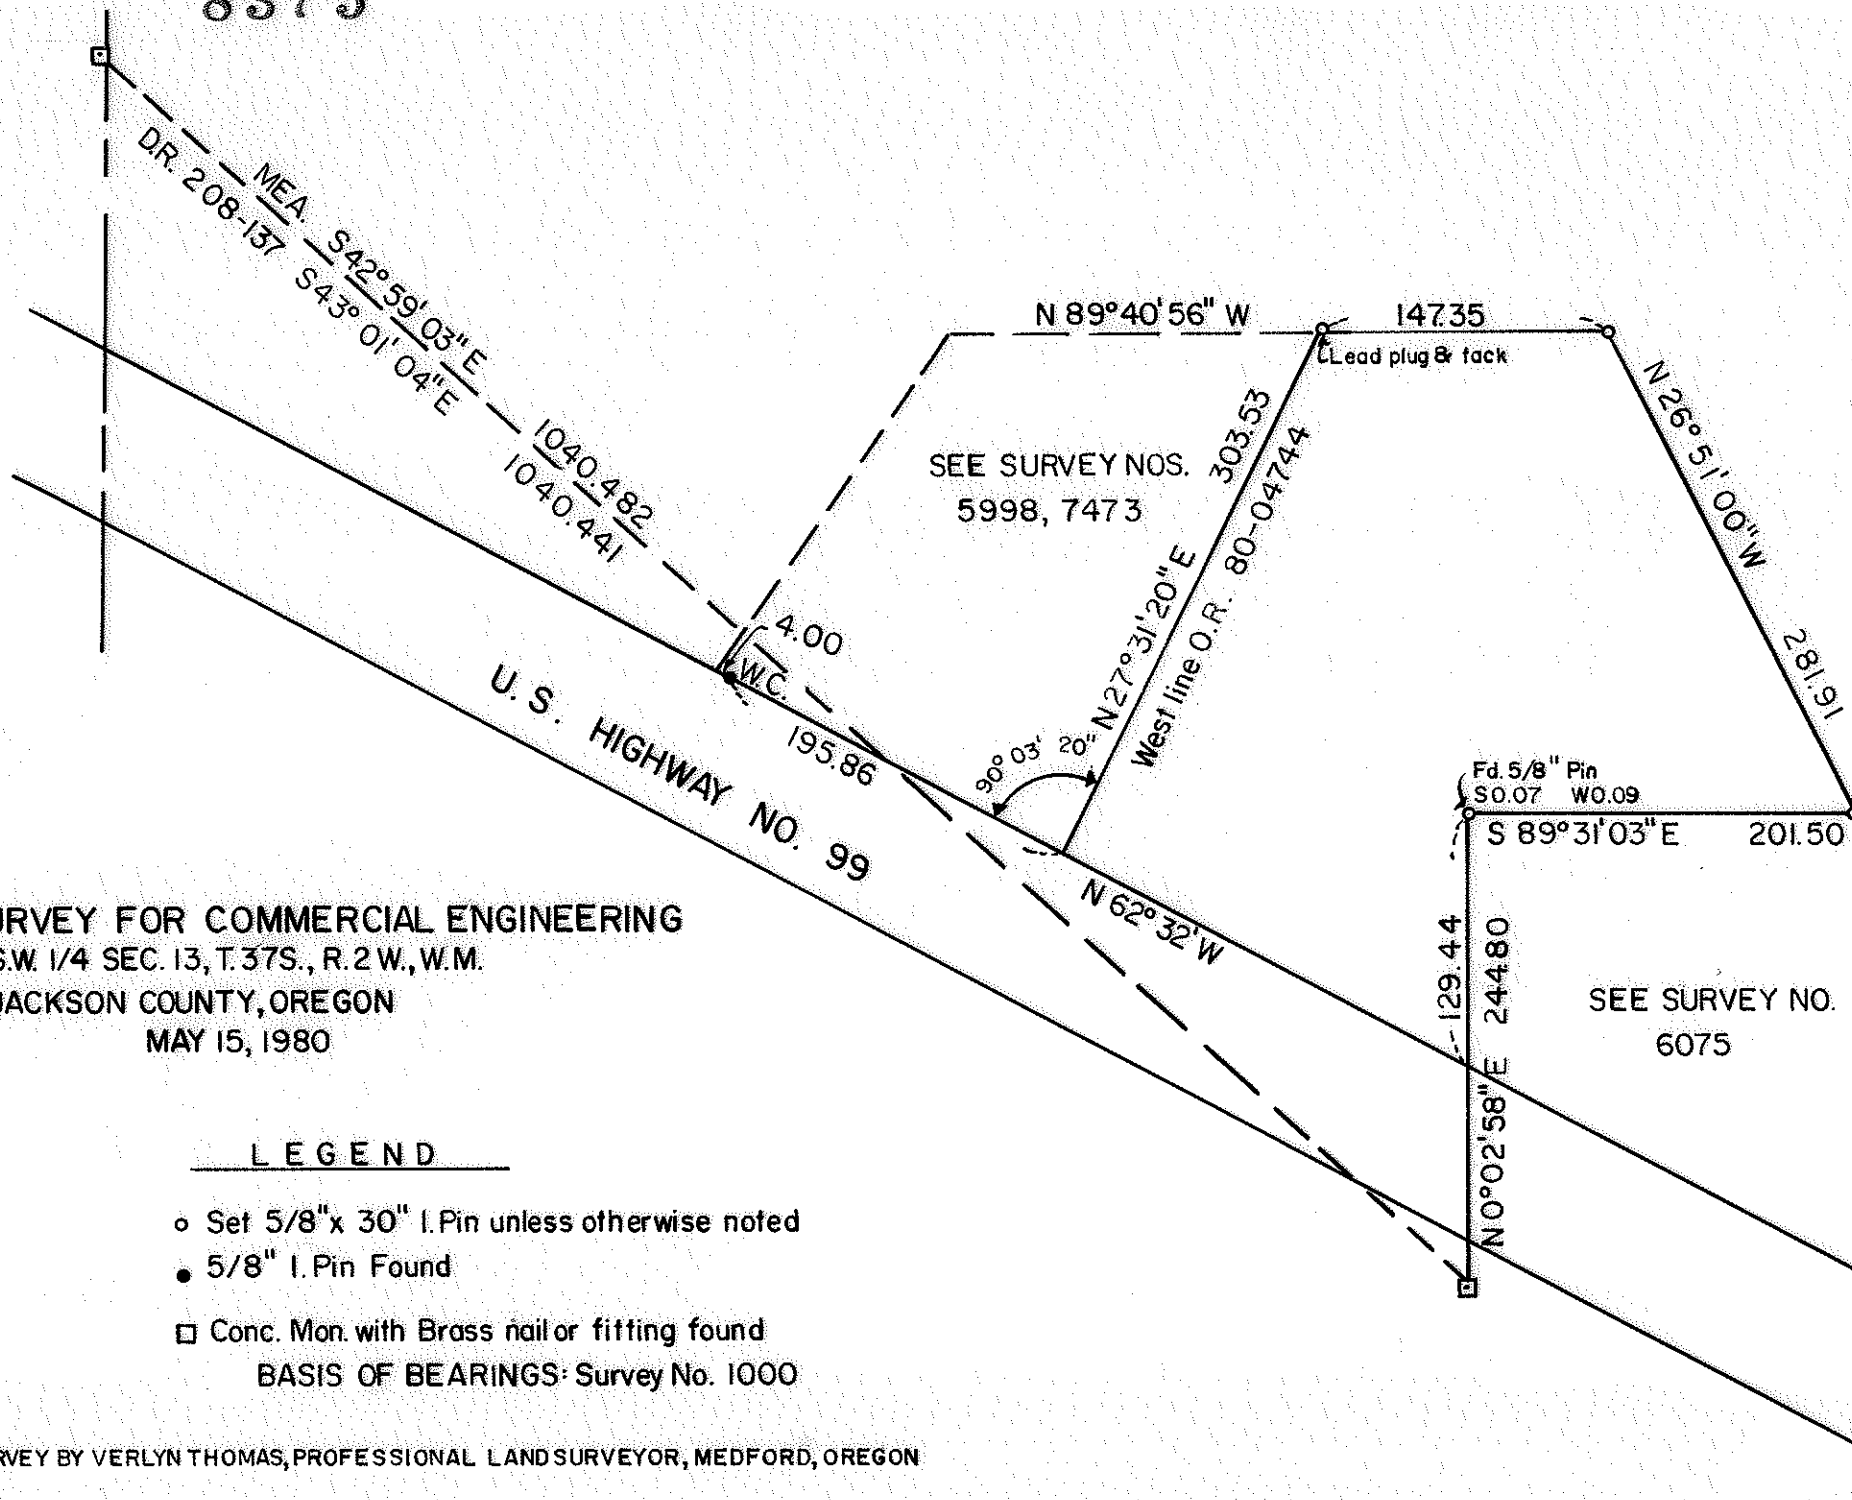 8375
MEA. S42°59'03"E 1040.482
D.R. 208-137 S43°01'04"E 1040.441
N 89°40'56" W
147.35
Lead plug & tack
N 26°51'00"W 281.91
SEE SURVEY NOS.
5998, 7473
N27°31'20"E 303.53
West line O.R. 80-04744
4.00
W.C.
195.86
90°03'20"
Fd. 5/8" Pin
S0.07 W0.09
S 89°31'03"E 201.50
U.S. HIGHWAY NO. 99
N 62°32'W
129.44
N0°02'58"E 244.80
SEE SURVEY NO.
6075
RVEY FOR COMMERCIAL ENGINEERING
S.W. 1/4 SEC. 13, T.37S., R.2W., W.M.
JACKSON COUNTY, OREGON
MAY 15, 1980
LEGEND
Set 5/8"x 30" I.Pin unless otherwise noted
5/8" I.Pin Found
Conc. Mon. with Brass nail or fitting found
BASIS OF BEARINGS: Survey No. 1000
RVEY BY VERLYN THOMAS, PROFESSIONAL LAND SURVEYOR, MEDFORD, OREGON